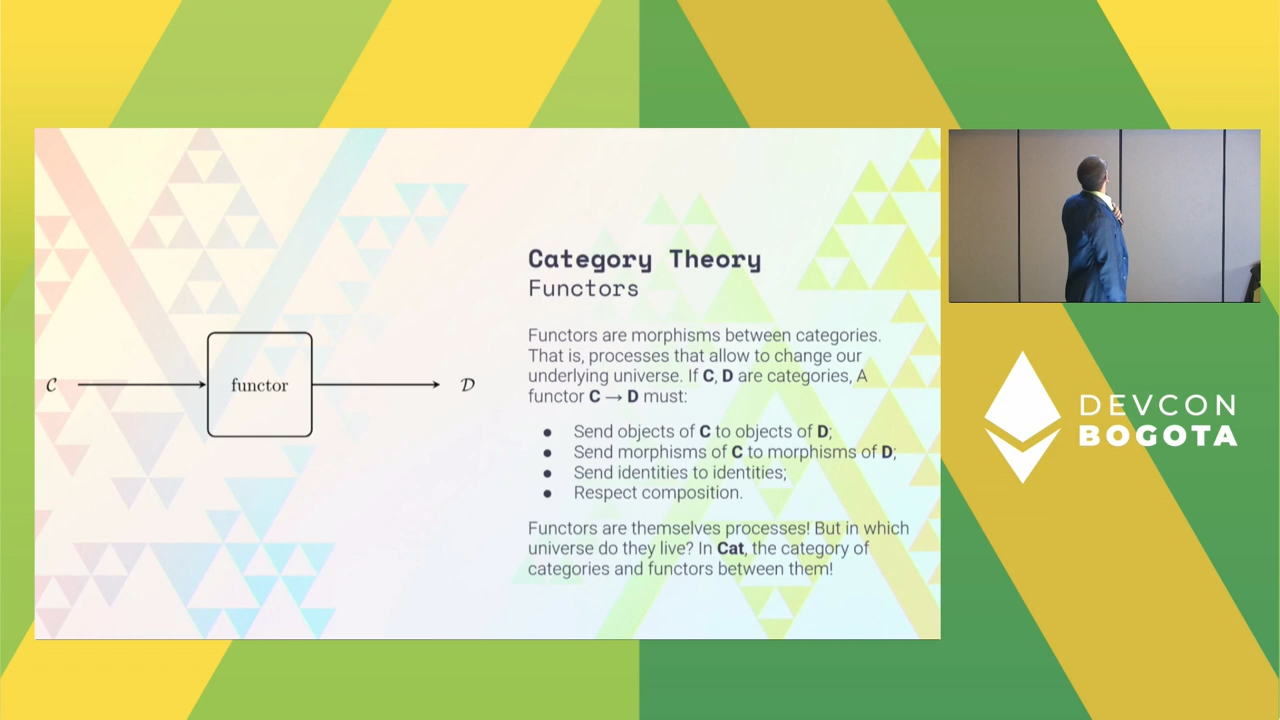 Category Theory
Functors
Functors are morphisms between categories.
That is, processes that allow to change our
underlying universe. If C, D are categories, A
functor C → D must:
● Send objects of C to objects of D;
● Send morphisms of C to morphisms of D;
● Send identities to identities;
● Respect composition.
Functors are themselves processes! But in which
universe do they live? In Cat, the category of
categories and functors between them!
𝒞
functor
𝒟
DEVCON
BOGOTA